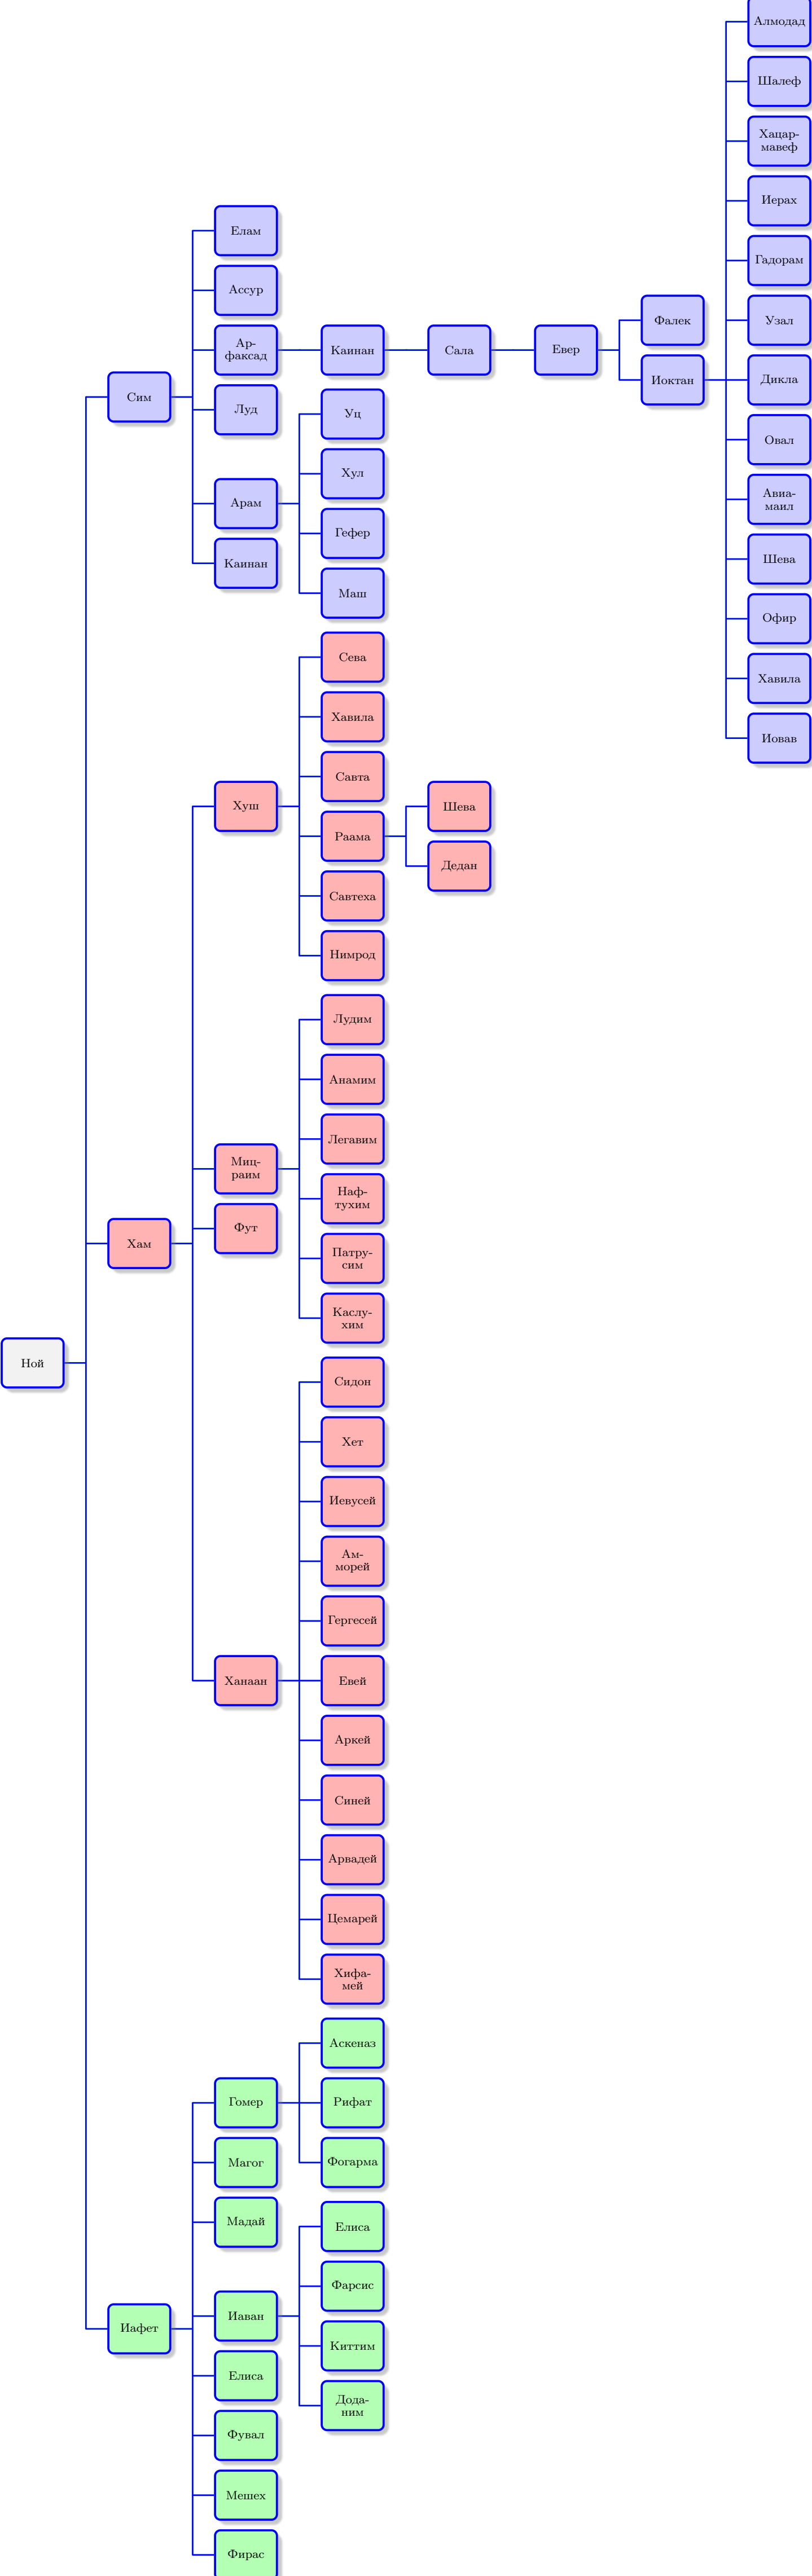 Алмодад
Шалеф
Хацар-
мавеф
Иерах
Елам
Гадорам
Ассур
Фалек
Узал
Ар-
факсад
Каинан
Сала
Евер
Иоктан
Дикла
Сим
Луд
Уц
Овал
Хул
Арам
Авиа-
маил
Гефер
Шева
Каинан
Маш
Офир
Сева
Хавила
Хавила
Иовав
Савта
Хуш
Шева
Раама
Дедан
Савтеха
Нимрод
Лудим
Анамим
Легавим
Миц-
раим
Наф-
тухим
Фут
Хам
Патру-
сим
Каслу-
хим
Ной
Сидон
Хет
Иевусей
Ам-
морей
Гергесей
Ханаан
Евей
Аркей
Синей
Арвадей
Цемарей
Хифа-
мей
Аскеназ
Гомер
Рифат
Магог
Фогарма
Мадай
Елиса
Фарсис
Иаван
Иафет
Киттим
Елиса
Дода-
ним
Фувал
Мешех
Фирас